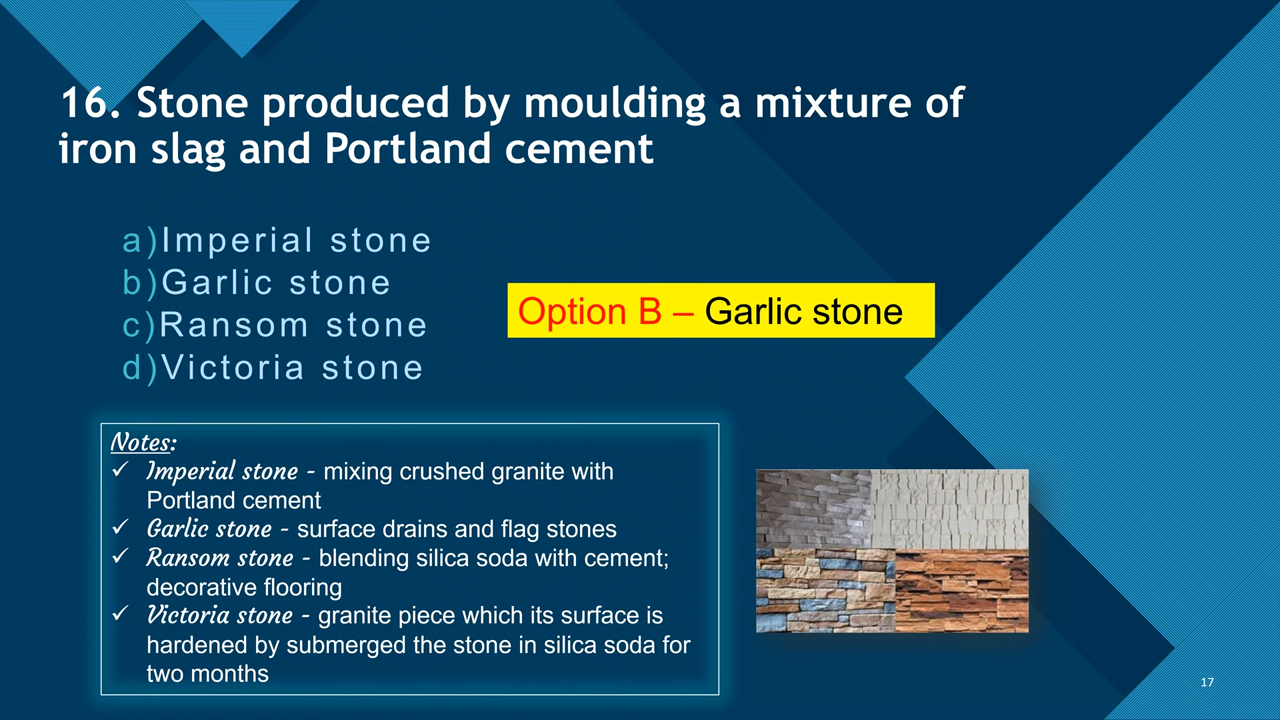 16. Stone produced by moulding a mixture of
iron slag and Portland cement
a)Imperial stone
b)Garlic stone
c)Ransom stone
d)Victoria stone
Option B – Garlic stone
Notes:
✓ Imperial stone - mixing crushed granite with
Portland cement
✓ Garlic stone - surface drains and flag stones
✓ Ransom stone - blending silica soda with cement;
decorative flooring
✓ Victoria stone - granite piece which its surface is
hardened by submerged the stone in silica soda for
two months
17